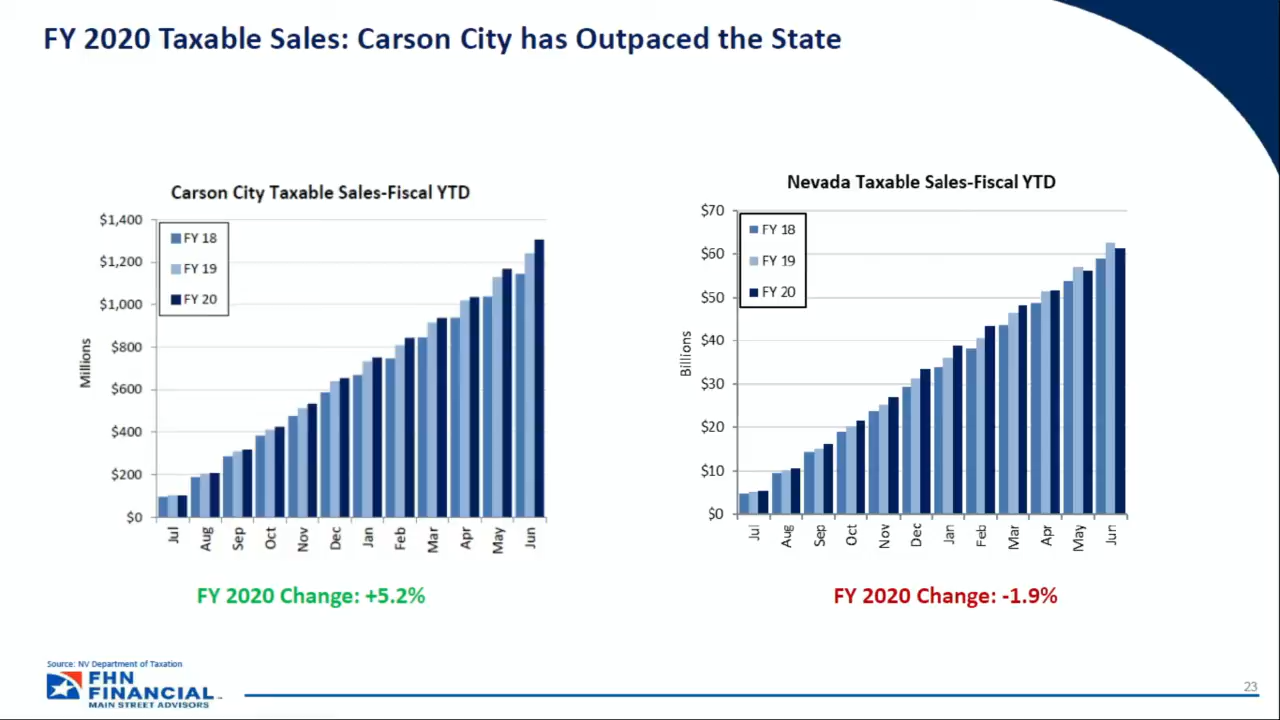 FY 2020 Taxable Sales: Carson City has Outpaced the State
Carson City Taxable Sales-Fiscal YTD
$1,400
$1,200
$1,000
$800
$600
$400
$200
$0
Millions
FY 18
FY 19
FY 20
Jul
Aug
Sep
Oct
Nov
Dec
Jan
Feb
Mar
Apr
May
Jun
FY 2020 Change: +5.2%
Nevada Taxable Sales-Fiscal YTD
$70
$60
$50
$40
$30
$20
$10
$0
Billions
FY 18
FY 19
FY 20
Jul
Aug
Sep
Oct
Nov
Dec
Jan
Feb
Mar
Apr
May
Jun
FY 2020 Change: -1.9%
Source: NV Department of Taxation
FHN
FINANCIAL
MAIN STREET ADVISORS
23